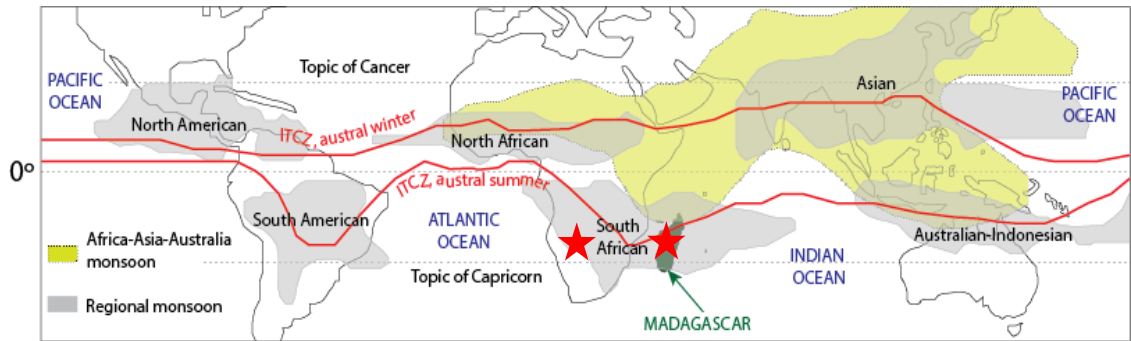 Topic of Cancer
PACIFIC
OCEAN
Asian
PACIFIC
OCEAN
North American
ITCZ, austral winter
North African
0º
ITCZ, austral summer
South American
ATLANTIC
OCEAN
South
African
Australian-Indonesian
Africa-Asia-Australia
monsoon
INDIAN
OCEAN
Topic of Capricorn
Regional monsoon
MADAGASCAR